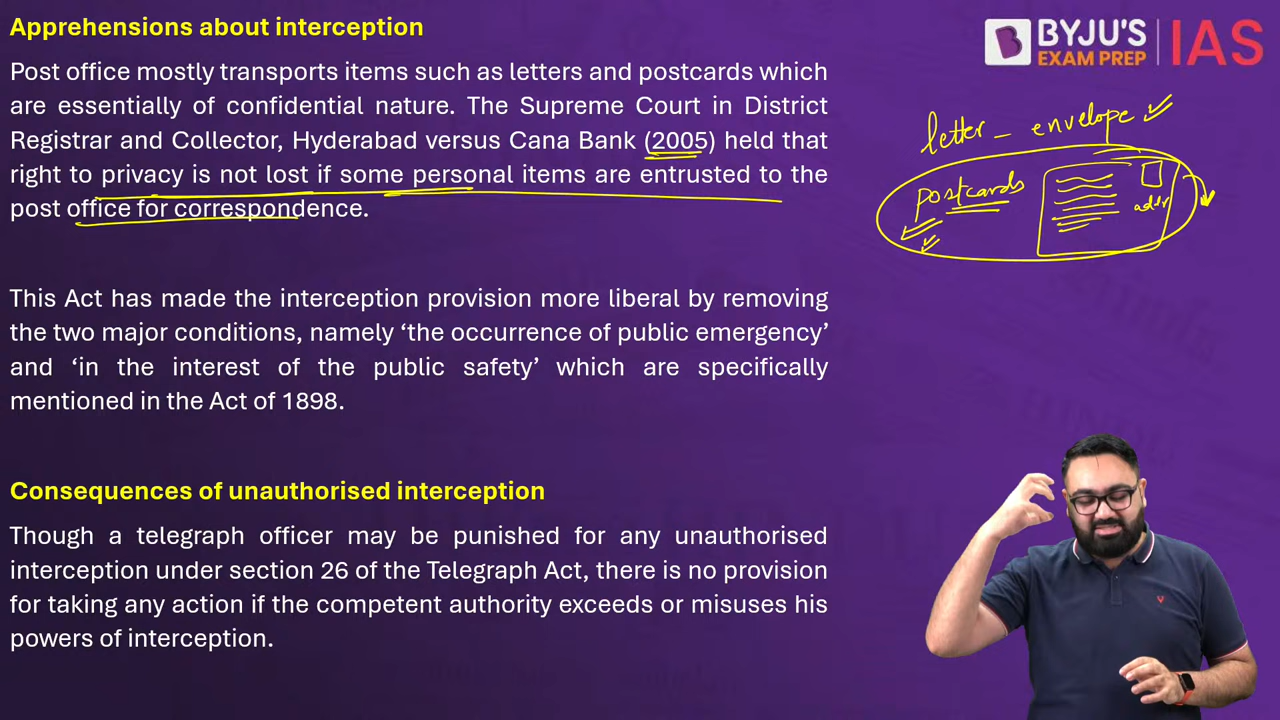 Apprehensions about interception
BYJU'S
EXAM PREP
IAS
Post office mostly transports items such as letters and postcards which
are essentially of confidential nature. The Supreme Court in District
Registrar and Collector, Hyderabad versus Cana Bank (2005) held that
right to privacy is not lost if some personal items are entrusted to the
post office for correspondence.
letter – envelope
postcards
addr
This Act has made the interception provision more liberal by removing
the two major conditions, namely ‘the occurrence of public emergency’
and ‘in the interest of the public safety’ which are specifically
mentioned in the Act of 1898.
Consequences of unauthorised interception
Though a telegraph officer may be punished for any unauthorised
interception under section 26 of the Telegraph Act, there is no provision
for taking any action if the competent authority exceeds or misuses his
powers of interception.